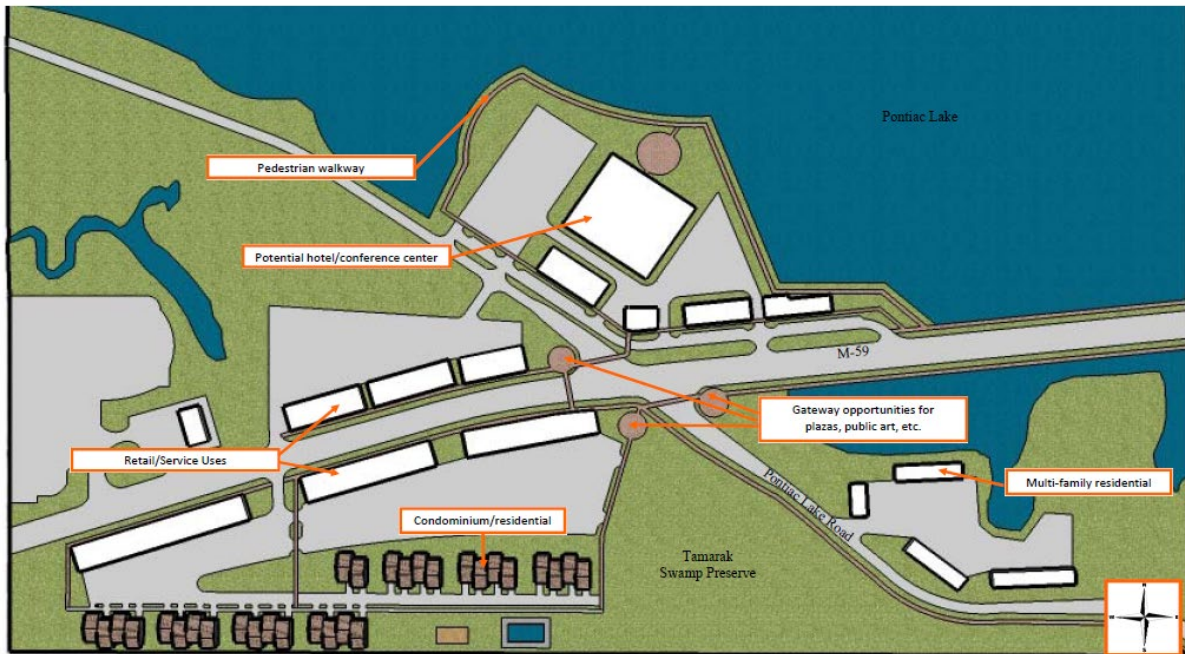 Pontiac Lake
Pedestrian walkway
Potential hotel/conference center
M-59
Gateway opportunities for
plazas, public art, etc.
Retail/Service Uses
Multi-family residential
Pontiac Lake Road
Condominium/residential
Tamarak
Swamp Preserve
N
W
E
S